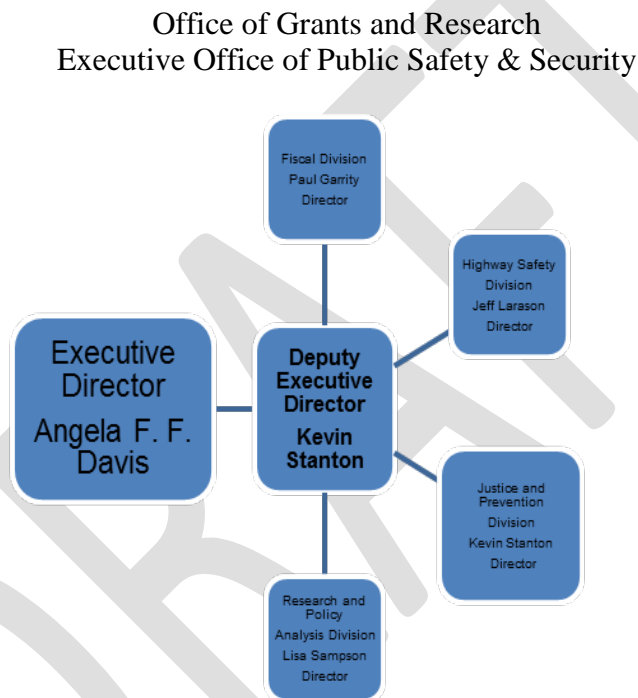 Office of Grants and Research
Executive Office of Public Safety & Security
Fiscal Division
Paul Garrity
Director
Highway Safety
Division
Jeff Larason
Director
Executive
Director
Angela F. F.
Davis
Deputy
Executive
Director
Kevin
Stanton
Justice and
Prevention
Division
Kevin Stanton
Director
Research and
Policy
Analysis Division
Lisa Sampson
Director
DRAFT